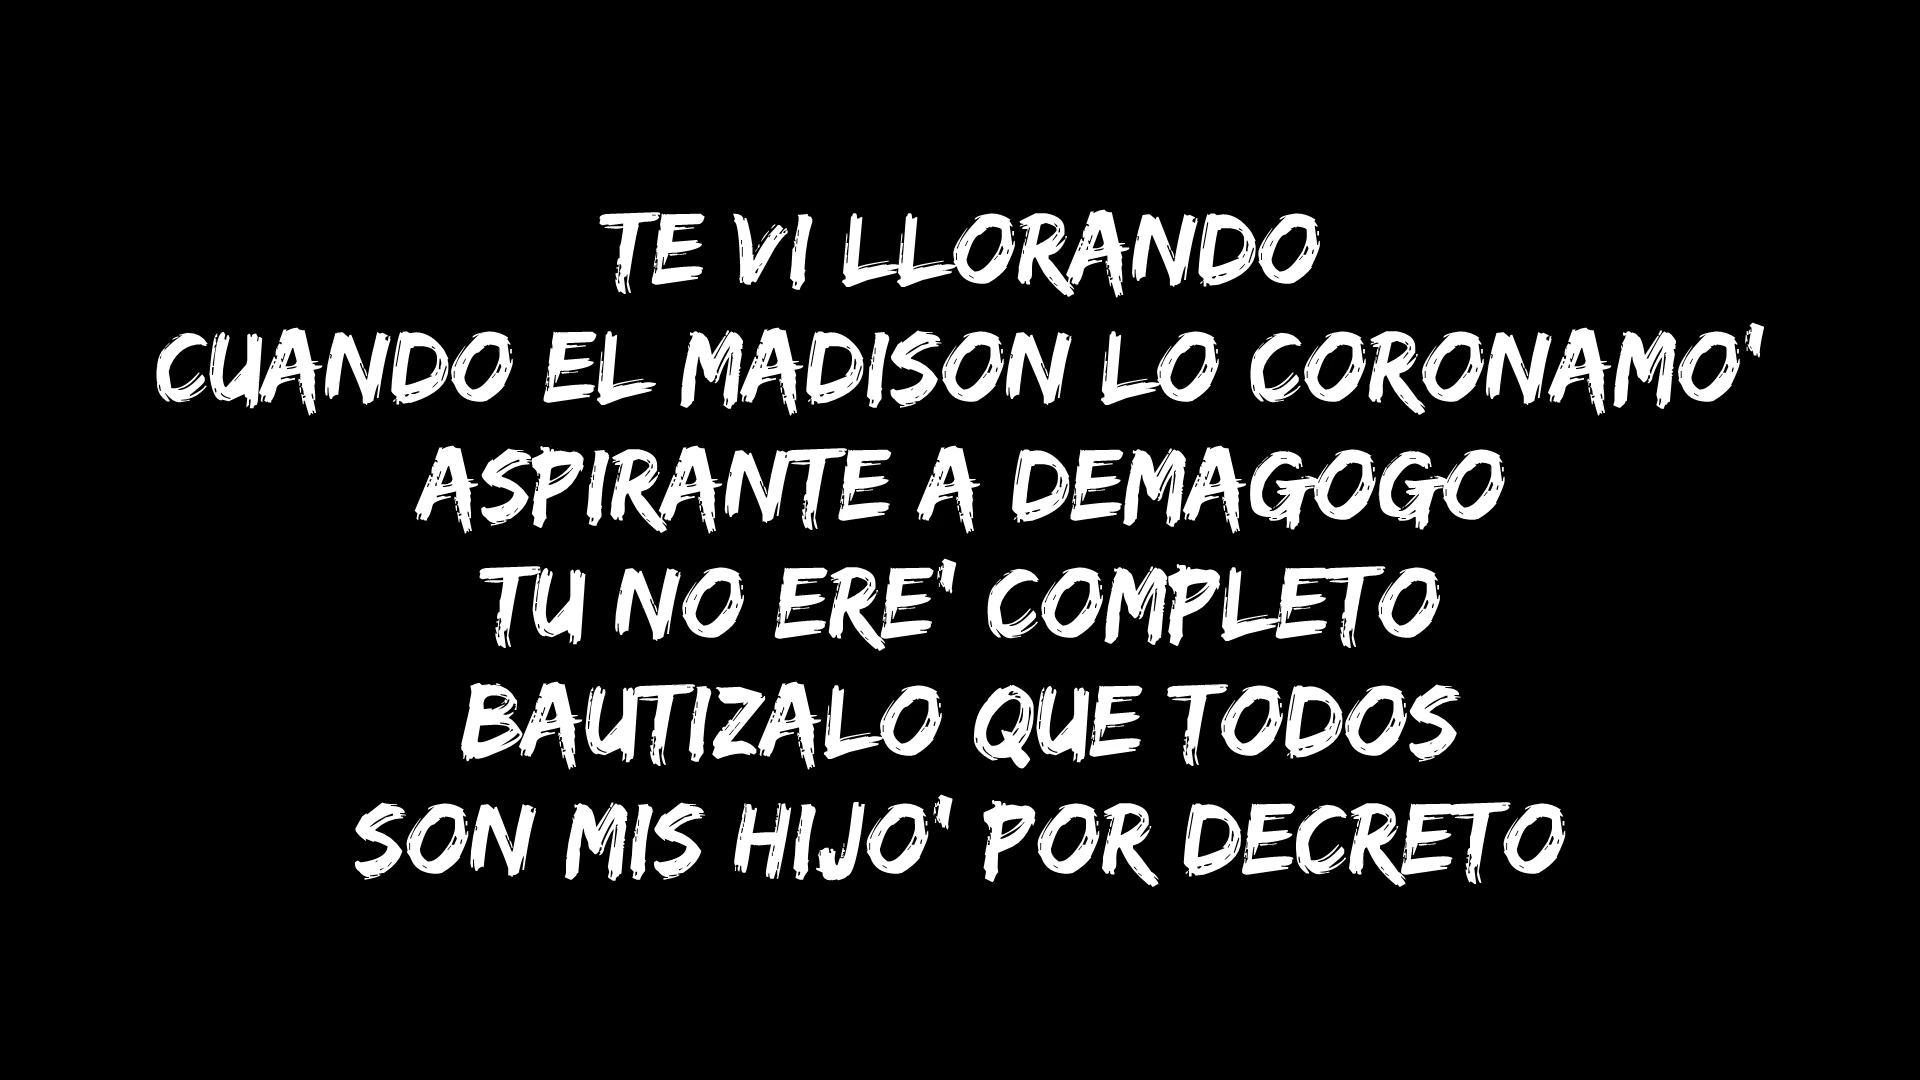 TE VI LLORANDO
CUANDO EL MADISON LO CORONAMO'
ASPIRANTE A DEMAGOGO
TU NO ERE' COMPLETO
BAUTIZALO QUE TODOS
SON MIS HIJO' POR DECRETO